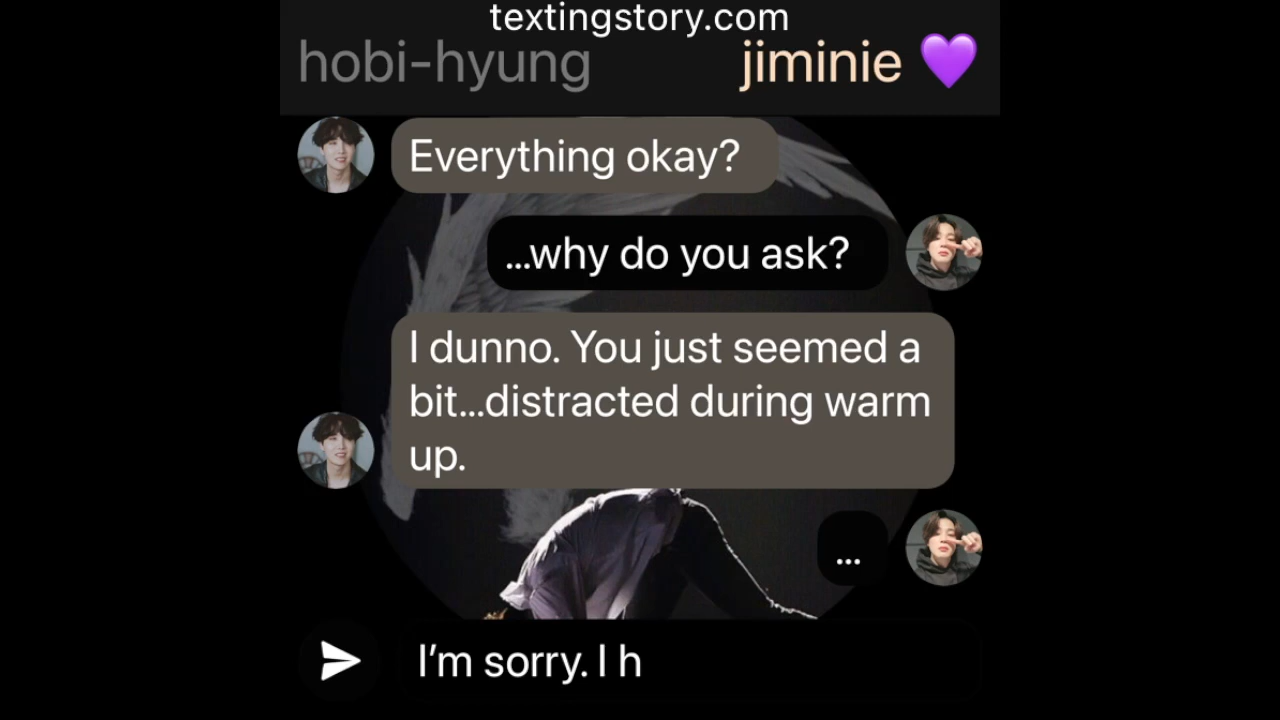 textingstory.com
hobi-hyung jiminie 💜
Everything okay?
...why do you ask?
I dunno. You just seemed a
bit...distracted during warm
up.
...
I'm sorry. I h